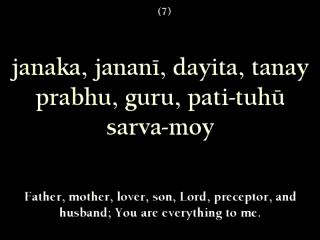 (7)
janaka, jananī, dayita, tanay
prabhu, guru, pati-tuhū
sarva-moy
Father, mother, lover, son, Lord, preceptor, and
husband; You are everything to me.